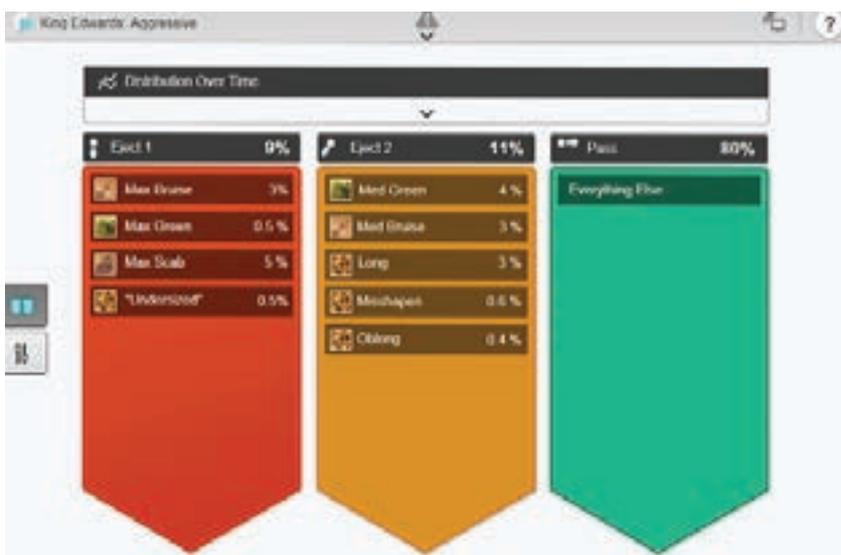 King Edwards: Aggressive
?
Distribution Over Time
Eject 1 9%
Max Bruise 3%
Max Green 0.5 %
Max Scab 5 %
"Undersized" 0.5%
Eject 2 11%
Med Green 4 %
Med Bruise 3 %
Long 3 %
Misshapen 0.6 %
Oblong 0.4 %
Pass 80%
Everything Else